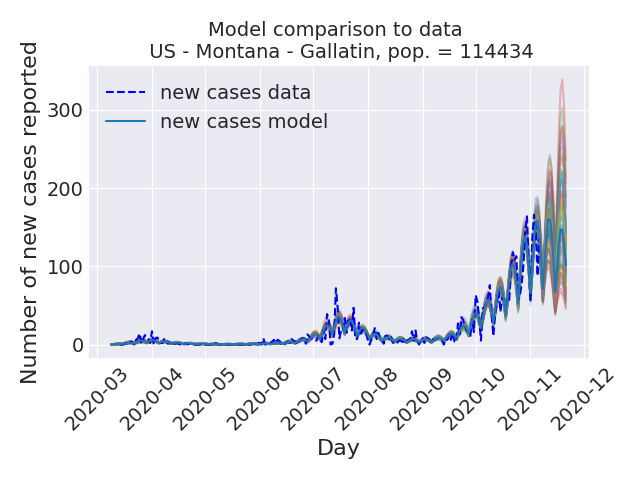 Model comparison to data
US - Montana - Gallatin, pop. = 114434
Number of new cases reported
new cases data
new cases model
300
200
100
0
2020-03
2020-04
2020-05
2020-06
2020-07
2020-08
2020-09
2020-10
2020-11
2020-12
Day